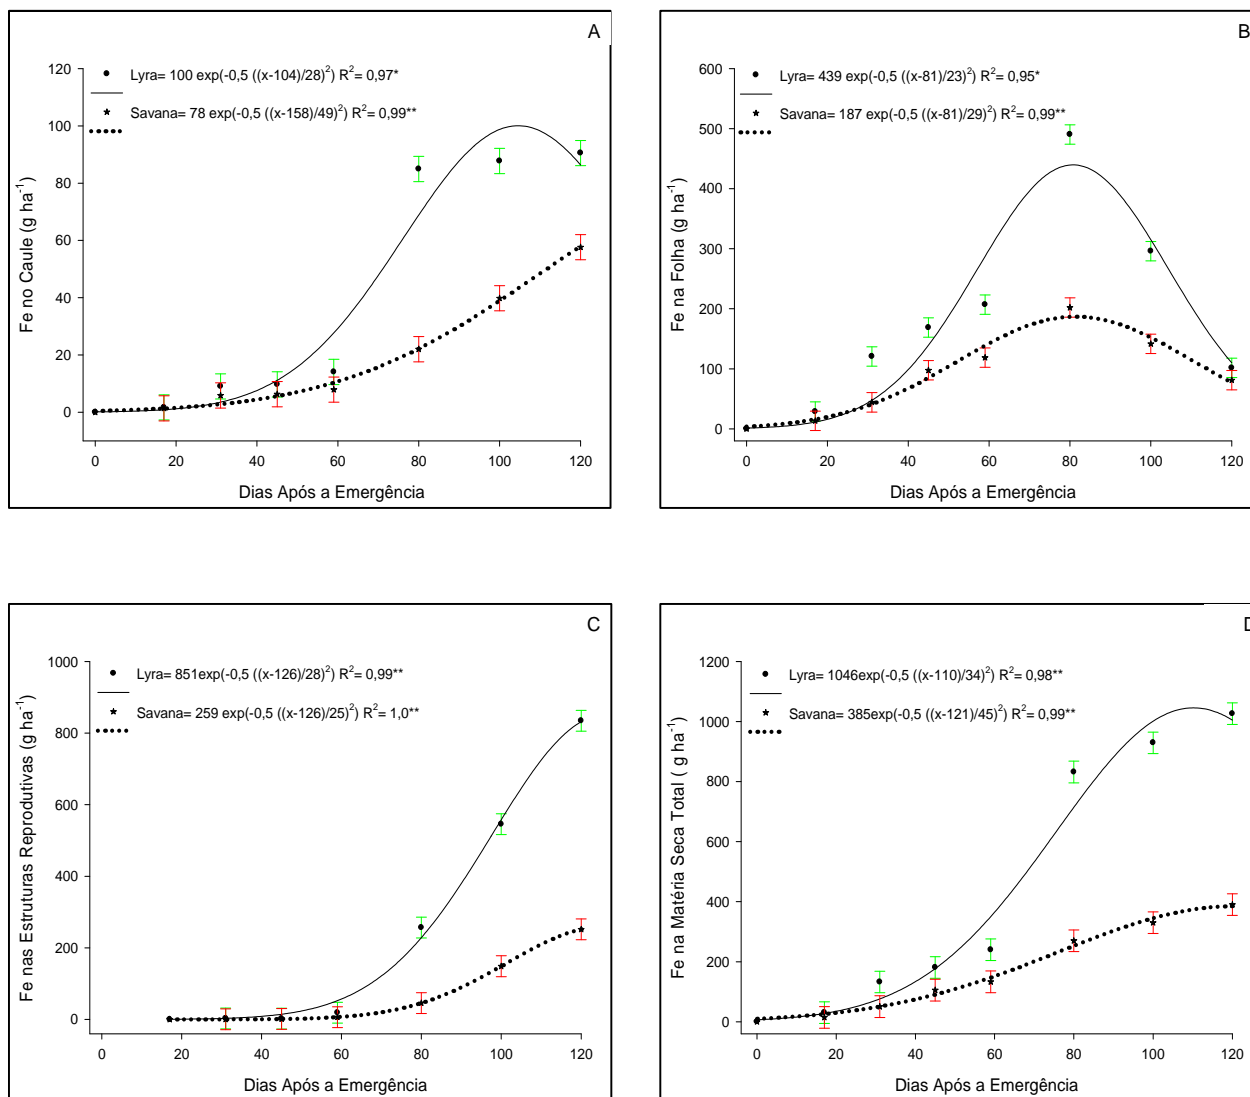 A
Lyra= 100 exp(-0,5 ((x-104)/28)²) R²= 0,97*
Savana= 78 exp(-0,5 ((x-158)/49)²) R²= 0,99**
Fe no Caule (g ha⁻¹)
120
100
80
60
40
20
0
0 20 40 60 80 100 120
Dias Após a Emergência
B
Lyra= 439 exp(-0,5 ((x-81)/23)²) R²= 0,95*
Savana= 187 exp(-0,5 ((x-81)/29)²) R²= 0,99**
Fe na Folha (g ha⁻¹)
600
500
400
300
200
100
0
0 20 40 60 80 100 120
Dias Após a Emergência
C
Lyra= 851exp(-0,5 ((x-126)/28)²) R²= 0,99**
Savana= 259 exp(-0,5 ((x-126)/25)²) R²= 1,0**
Fe nas Estruturas Reprodutivas (g ha⁻¹)
1000
800
600
400
200
0
0 20 40 60 80 100 120
Dias Após a Emergência
D
Lyra= 1046exp(-0,5 ((x-110)/34)²) R²= 0,98**
Savana= 385exp(-0,5 ((x-121)/45)²) R²= 0,99**
Fe na Matéria Seca Total ( g ha⁻¹)
1200
1000
800
600
400
200
0
0 20 40 60 80 100 120
Dias Após a Emergência